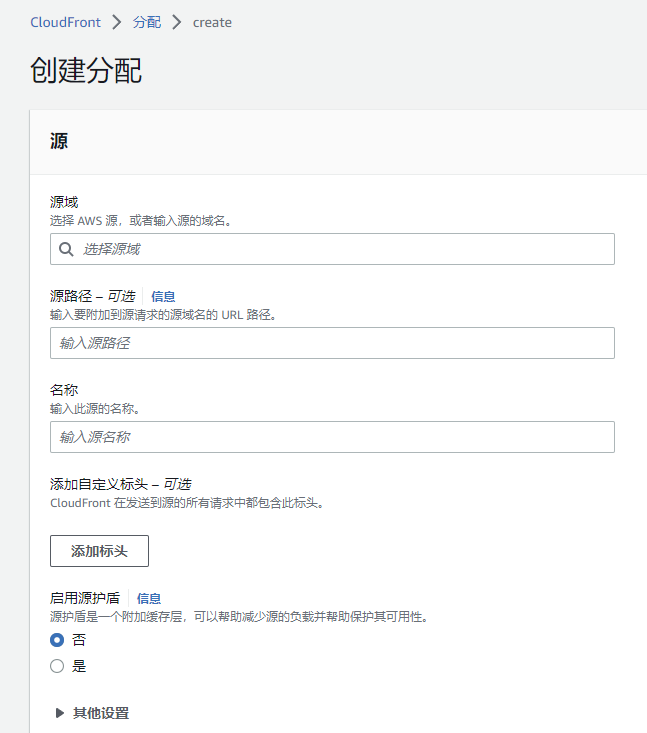 CloudFront > 分配 > create
创建分配
源
源域
选择 AWS 源，或者输入源的域名。
选择源域
源路径 – 可选 信息
输入要附加到源请求的源域名的 URL 路径。
输入源路径
名称
输入此源的名称。
输入源名称
添加自定义标头 – 可选
CloudFront 在发送到源的所有请求中都包含此标头。
添加标头
启用源护盾 信息
源护盾是一个附加缓存层，可以帮助减少源的负载并帮助保护其可用性。
否
是
其他设置